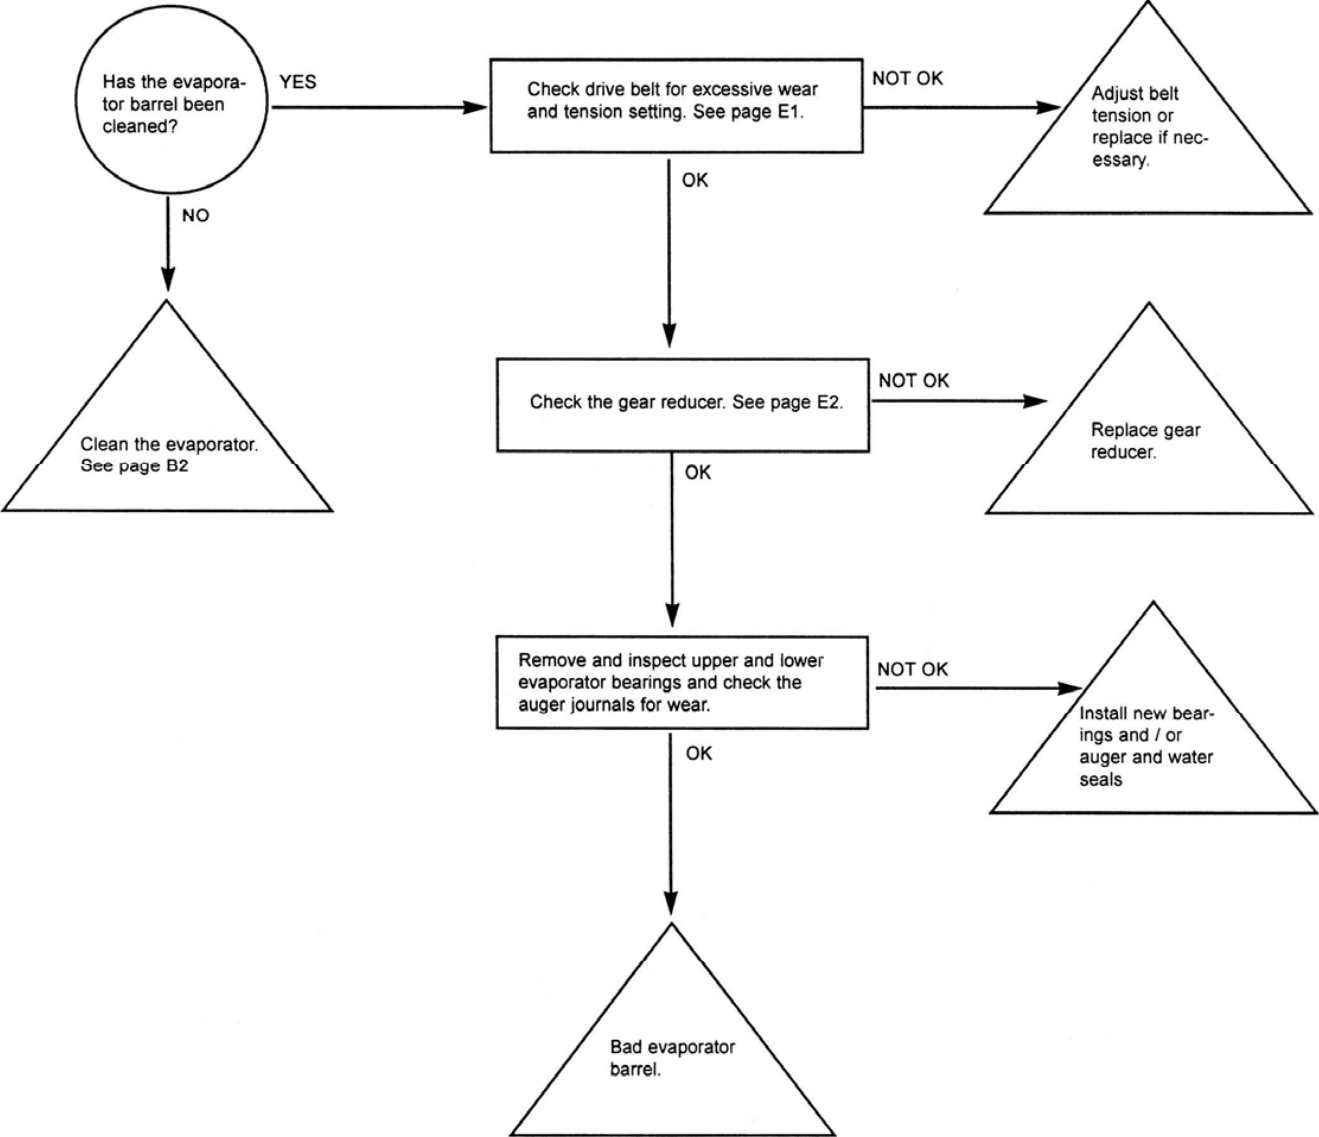 Has the evapora-
tor barrel been
cleaned?
YES
Check drive belt for excessive wear
and tension setting. See page E1.
NOT OK
Adjust belt
tension or
replace if nec-
essary.
NO
OK
Clean the evaporator.
See page B2
Check the gear reducer. See page E2.
NOT OK
Replace gear
reducer.
OK
Remove and inspect upper and lower
evaporator bearings and check the
auger journals for wear.
NOT OK
Install new bear-
ings and / or
auger and water
seals
OK
Bad evaporator
barrel.